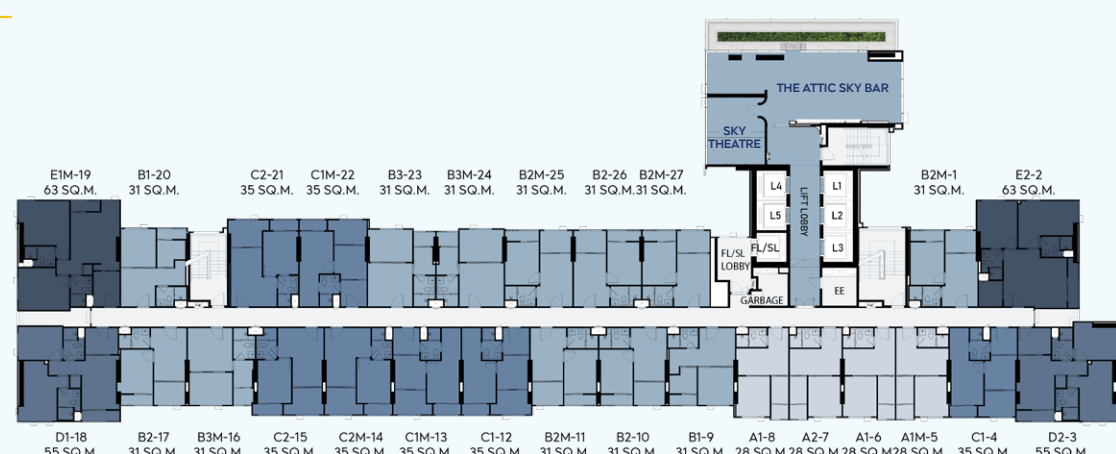 THE ATTIC SKY BAR
SKY
THEATRE
E1M-19
63 SQ.M.
B1-20
31 SQ.M.
C2-21
35 SQ.M.
C1M-22
35 SQ.M.
B3-23
31 SQ.M.
B3M-24
31 SQ.M.
B2M-25
31 SQ.M.
B2-26
31 SQ.M.
B2M-27
31 SQ.M.
B2M-1
31 SQ.M.
E2-2
63 SQ.M.
L4
L5
LIFT LOBBY
L1
L2
L3
FL/SL
FL/SL
LOBBY
GARBAGE
EE
D1-18
55 SQ.M.
B2-17
31 SQ.M.
B3M-16
31 SQ.M.
C2-15
35 SQ.M.
C2M-14
35 SQ.M.
C1M-13
35 SQ.M.
C1-12
35 SQ.M.
B2M-11
31 SQ.M.
B2-10
31 SQ.M.
B1-9
31 SQ.M.
A1-8
28 SQ.M.
A2-7
28 SQ.M.
A1-6
28 SQ.M.
A1M-5
28 SQ.M.
C1-4
35 SQ.M.
D2-3
55 SQ.M.